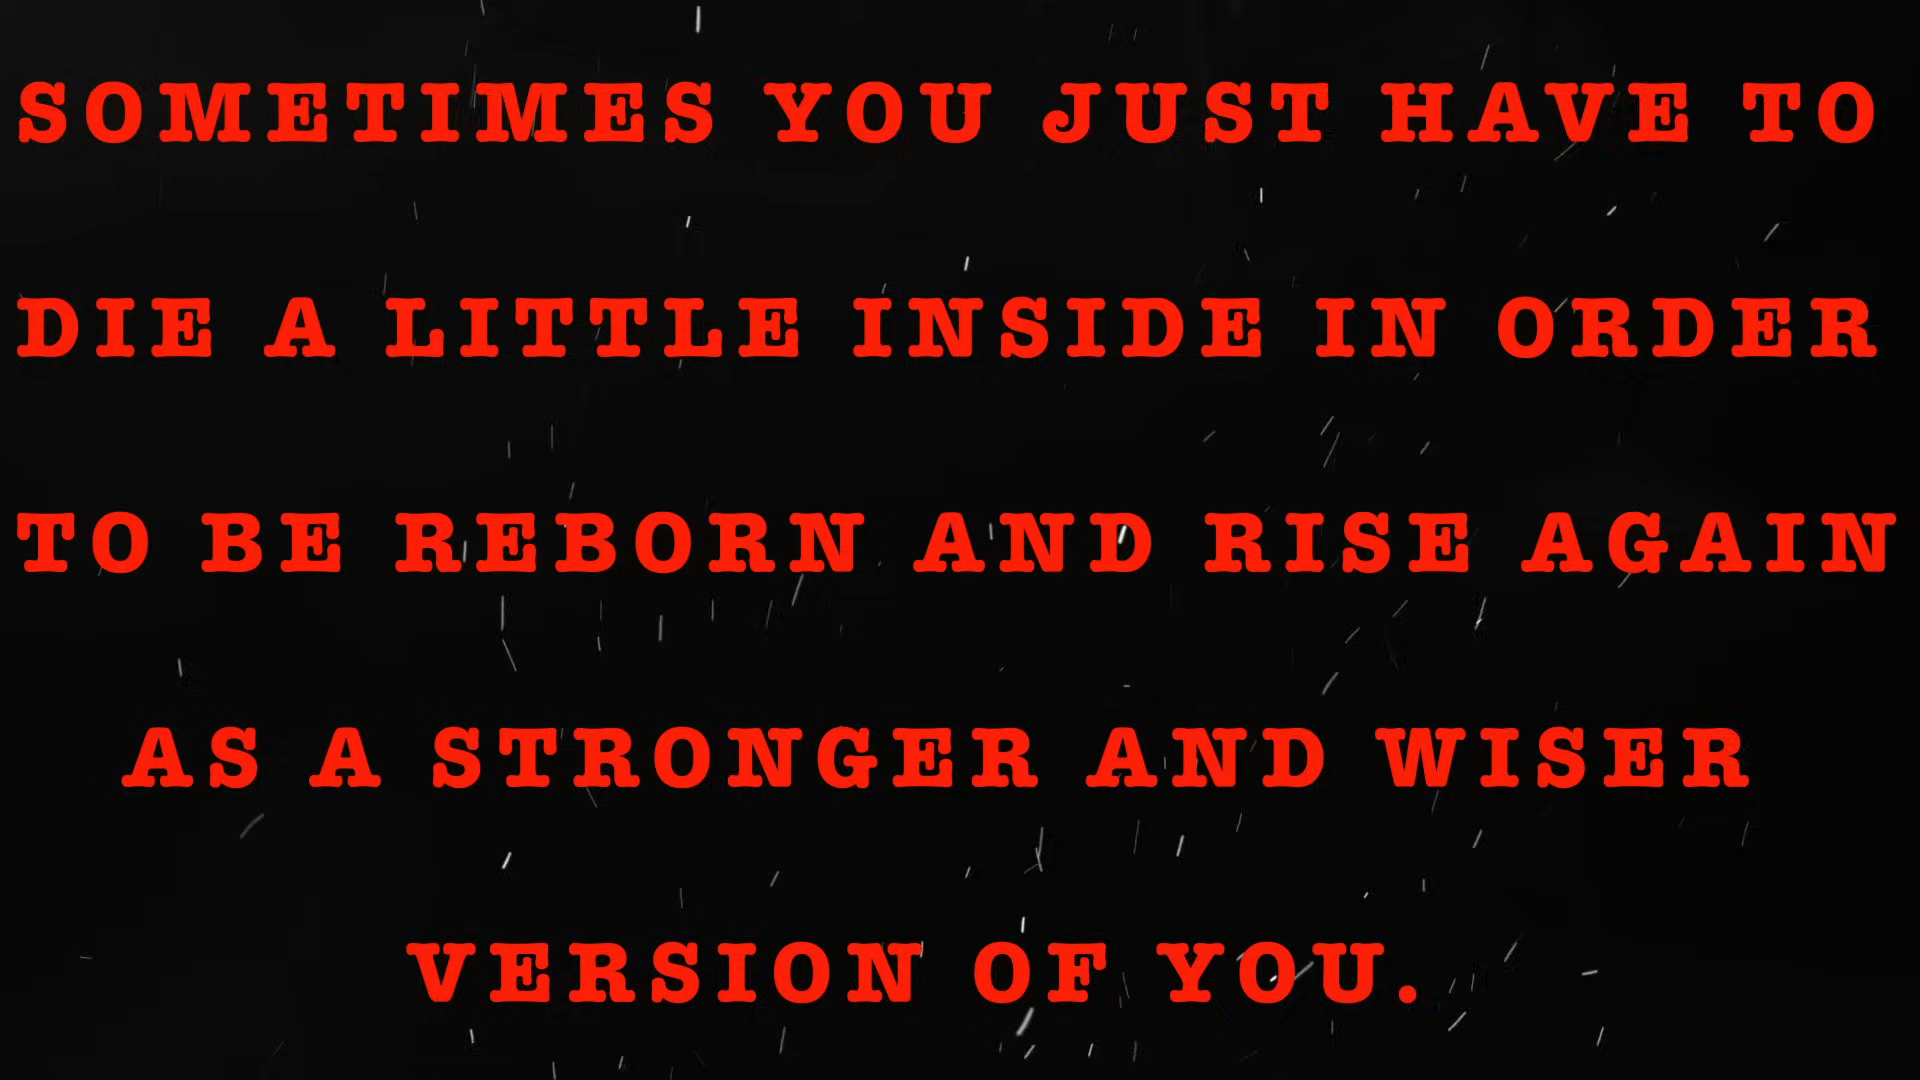 SOMETIMES YOU JUST HAVE TO
DIE A LITTLE INSIDE IN ORDER
TO BE REBORN AND RISE AGAIN
AS A STRONGER AND WISER
VERSION OF YOU.